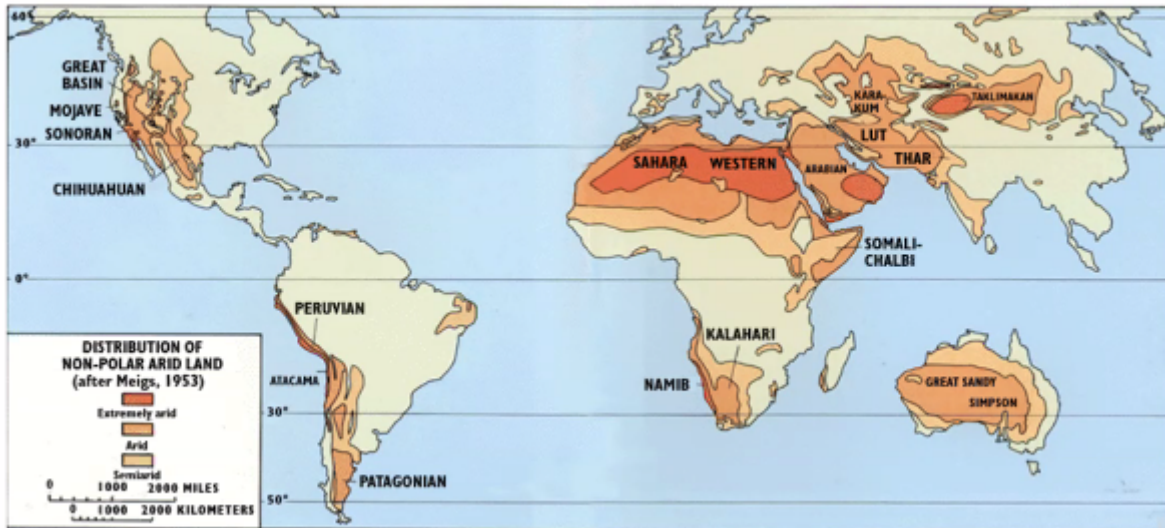 60°
GREAT
BASIN
MOJAVE
SONORAN
30°
CHIHUAHUAN
KARA-
KUM
TAKLIMAKAN
LUT
THAR
SAHARA
WESTERN
ARABIAN
SOMALI-
CHALBI
0°
PERUVIAN
ATACAMA
KALAHARI
NAMIB
GREAT SANDY
SIMPSON
30°
PATAGONIAN
50°
DISTRIBUTION OF
NON-POLAR ARID LAND
(after Meigs, 1953)
Extremely arid
Arid
Semiarid
0 1000 2000 MILES
0 1000 2000 KILOMETERS